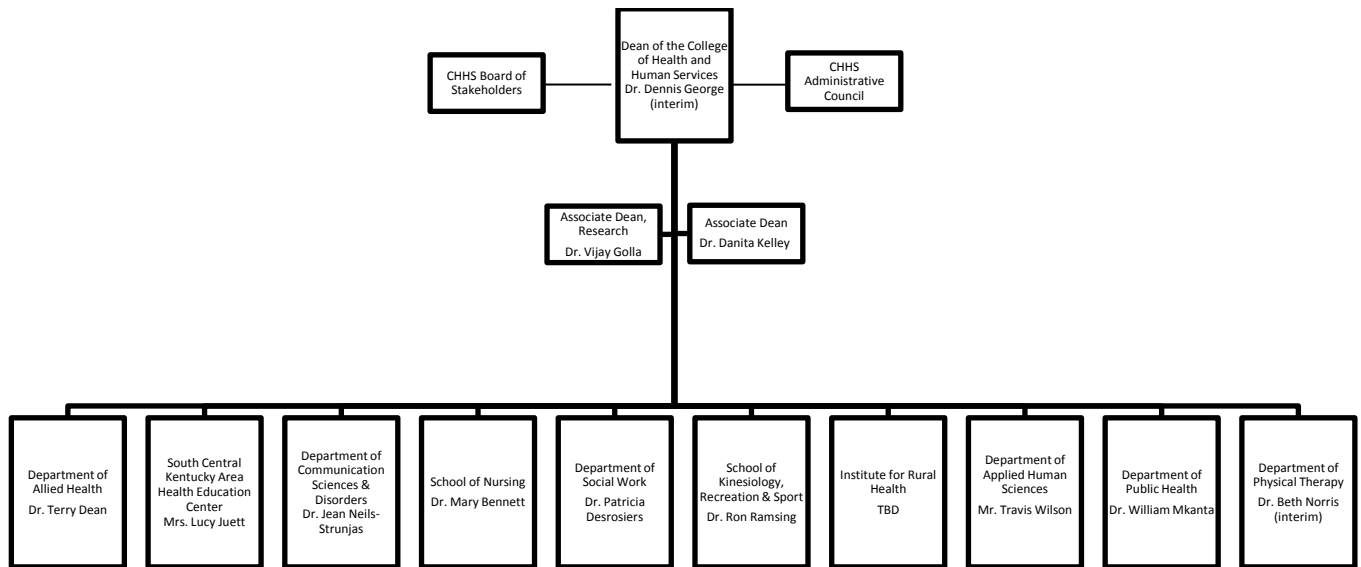 Dean of the College
of Health and
Human Services
Dr. Dennis George
(interim)
CHHS Board of
Stakeholders
CHHS
Administrative
Council
Associate Dean,
Research
Dr. Vijay Golla
Associate Dean
Dr. Danita Kelley
Department of
Allied Health
Dr. Terry Dean
South Central
Kentucky Area
Health Education
Center
Mrs. Lucy Juett
Department of
Communication
Sciences &
Disorders
Dr. Jean Neils-
Strunjas
School of Nursing
Dr. Mary Bennett
Department of
Social Work
Dr. Patricia
Desrosiers
School of
Kinesiology,
Recreation & Sport
Dr. Ron Ramsing
Institute for Rural
Health
TBD
Department of
Applied Human
Sciences
Mr. Travis Wilson
Department of
Public Health
Dr. William Mkanta
Department of
Physical Therapy
Dr. Beth Norris
(interim)